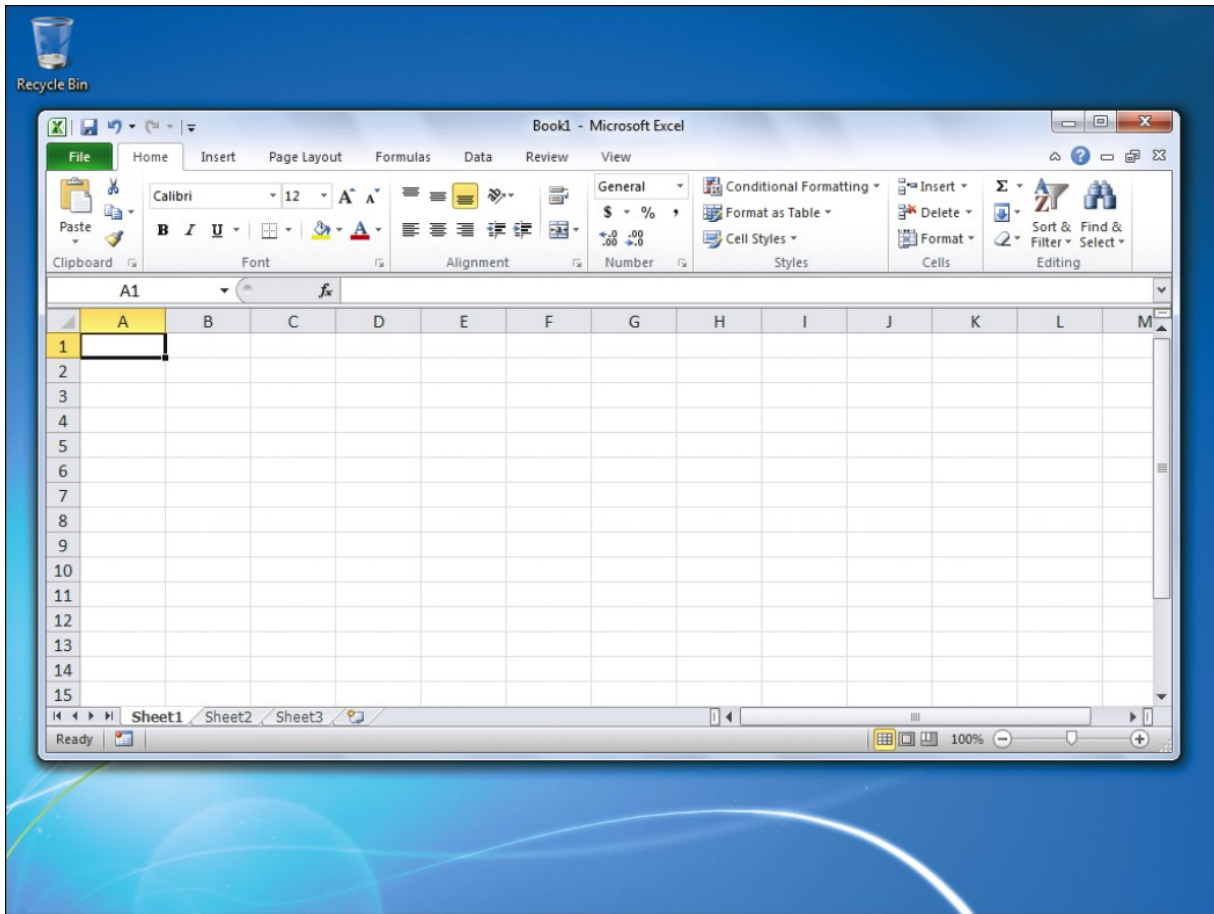 Recycle Bin
Book1 - Microsoft Excel
File Home Insert Page Layout Formulas Data Review View
Calibri 12 General Conditional Formatting Insert Σ
Paste B I U A $ % , Format as Table Delete Sort & Filter Find & Select
Cell Styles Format
Clipboard Font Alignment Number Styles Cells Editing
A1 fx
A B C D E F G H I J K L M
1
2
3
4
5
6
7
8
9
10
11
12
13
14
15
Sheet1 Sheet2 Sheet3
Ready 100%